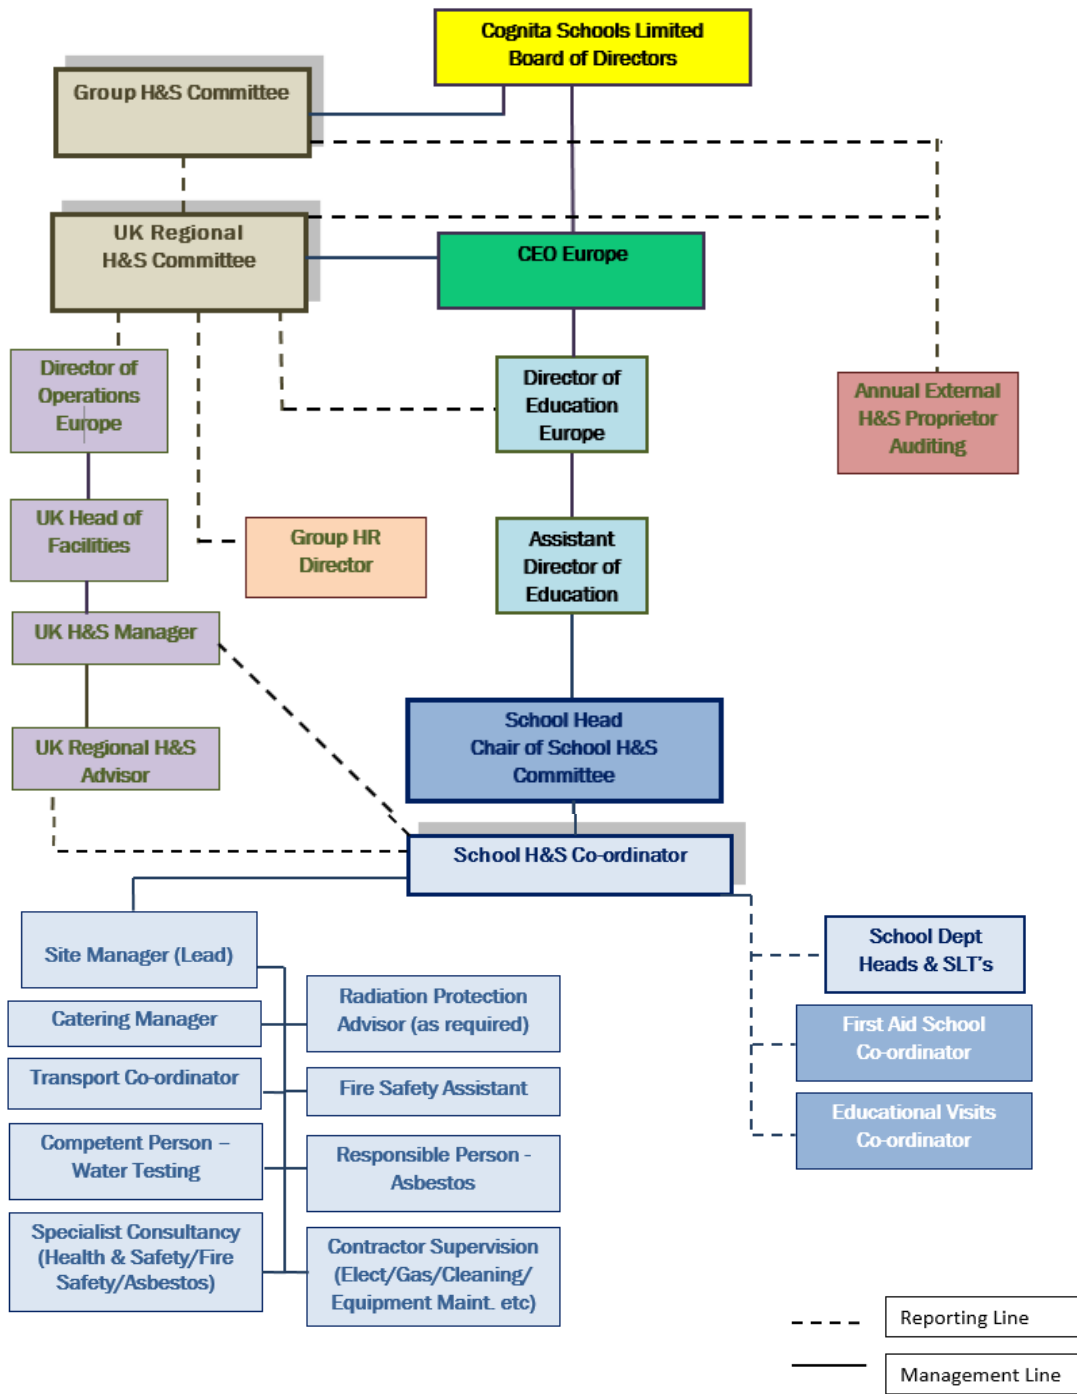 Cognita Schools Limited
Board of Directors
Group H&S Committee
UK Regional
H&S Committee
CEO Europe
Director of
Operations
Europe
Director of
Education
Europe
Annual External
H&S Proprietor
Auditing
UK Head of
Facilities
Group HR
Director
Assistant
Director of
Education
UK H&S Manager
UK Regional H&S
Advisor
School Head
Chair of School H&S
Committee
School H&S Co-ordinator
Site Manager (Lead)
School Dept
Heads & SLT's
Catering Manager
Radiation Protection
Advisor (as required)
First Aid School
Co-ordinator
Transport Co-ordinator
Fire Safety Assistant
Educational Visits
Co-ordinator
Competent Person –
Water Testing
Responsible Person -
Asbestos
Specialist Consultancy
(Health & Safety/Fire
Safety/Asbestos)
Contractor Supervision
(Elect/Gas/Cleaning/
Equipment Maint. etc)
Reporting Line
Management Line